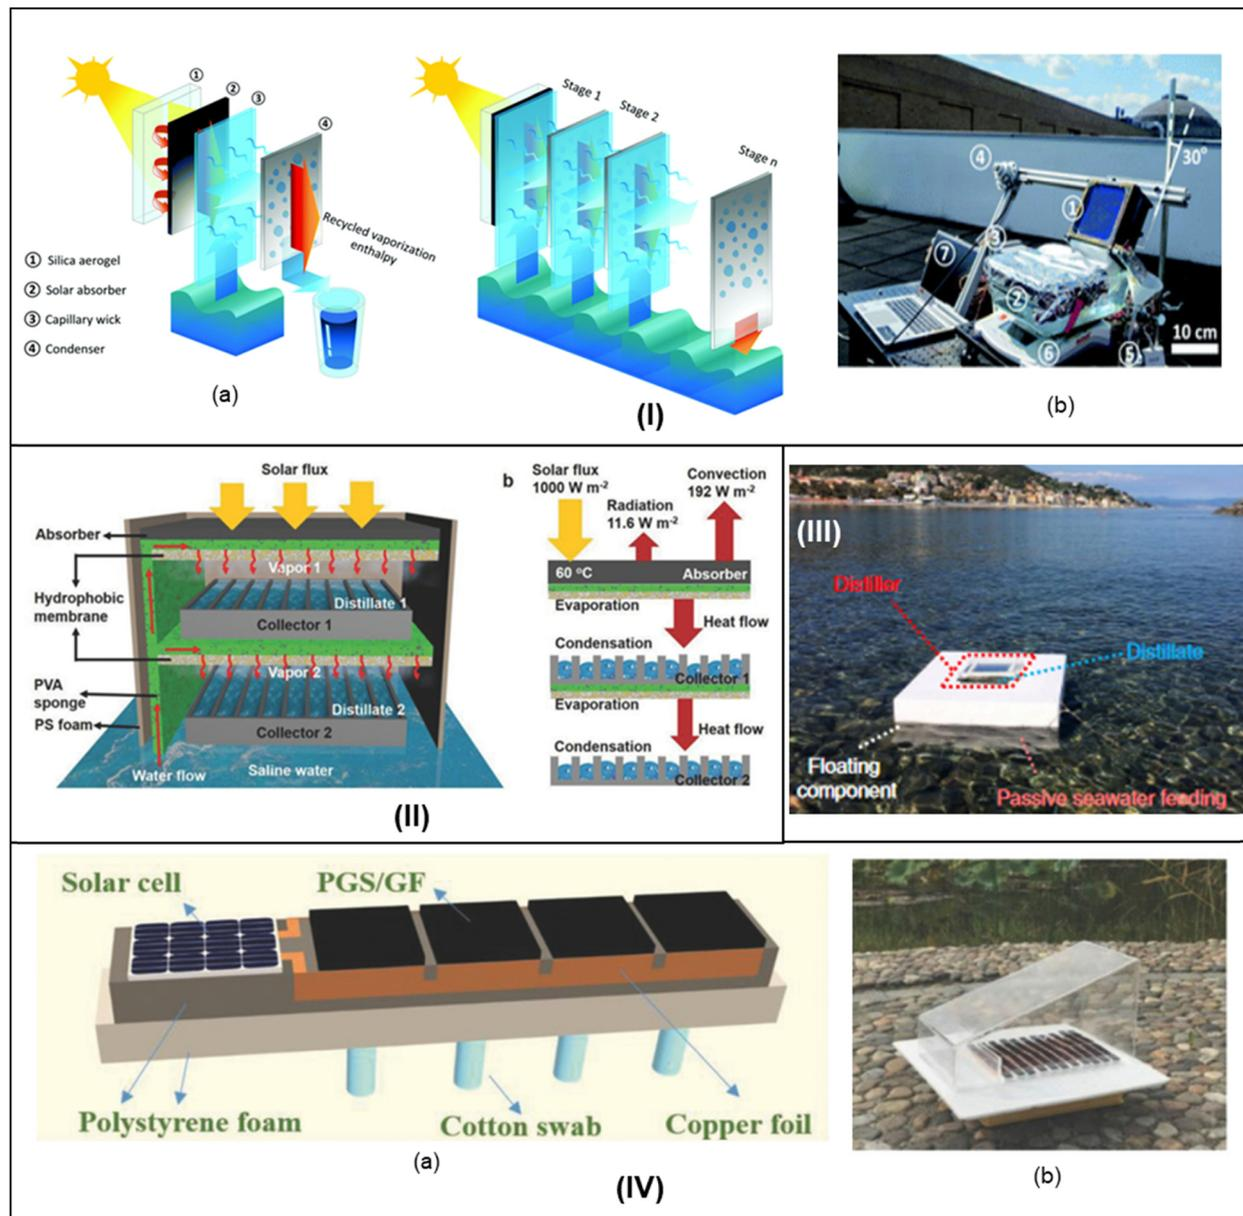 ①
②
③
④
① Silica aerogel
② Solar absorber
③ Capillary wick
④ Condenser
Recycled vaporization
enthalpy
(a)
Stage 1
Stage 2
Stage n
(I)
30°
④
①
③
⑦
②
⑥
⑤
10 cm
(b)
Solar flux
Absorber
Vapor 1
Hydrophobic
membrane
Distillate 1
Collector 1
Vapor 2
PVA
sponge
PS foam
Distillate 2
Collector 2
Water flow
Saline water
(II)
b
Solar flux
1000 W m-2
Radiation
11.6 W m-2
Convection
192 W m-2
60 °C
Absorber
Evaporation
Heat flow
Condensation
Collector 1
Evaporation
Heat flow
Condensation
Collector 2
(III)
Distiller
Distillate
Floating
component
Passive seawater feeding
Solar cell
PGS/GF
Polystyrene foam
Cotton swab
Copper foil
(a)
(b)
(IV)